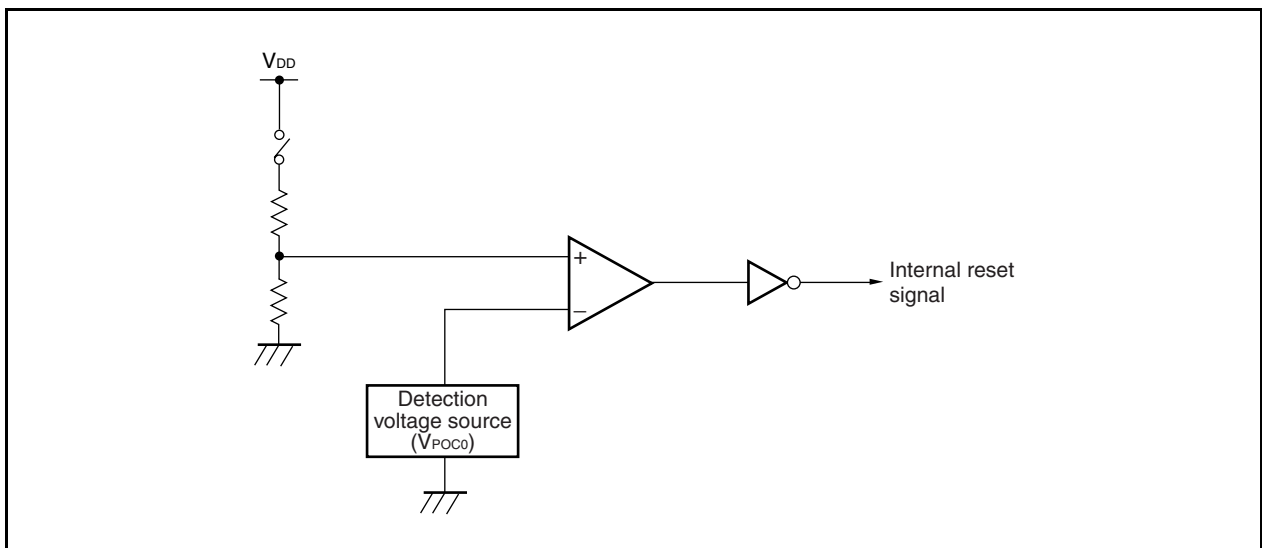 VDD
+
−
Internal reset
signal
Detection
voltage source
(VPOC0)